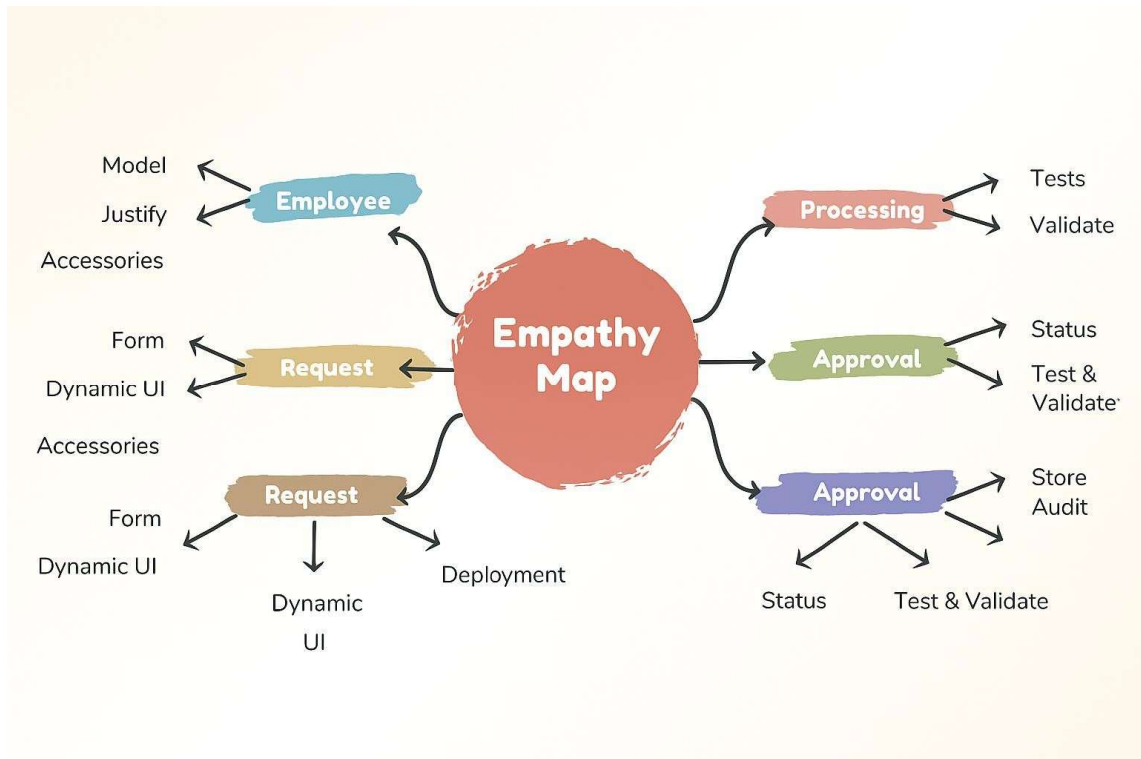 Model
Justify
Accessories
Employee
Form
Dynamic UI
Accessories
Request
Form
Dynamic UI
Request
Dynamic
UI
Deployment
Empathy
Map
Processing
Tests
Validate
Approval
Status
Test &
Validate
Approval
Store
Audit
Status
Test & Validate